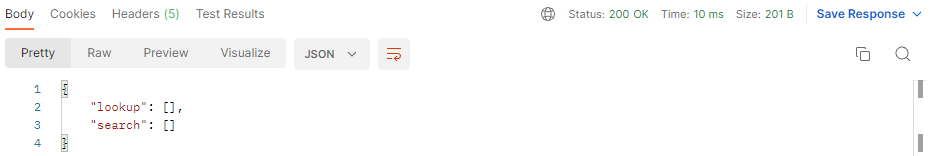 Body Cookies Headers (5) Test Results Status: 200 OK Time: 10 ms Size: 201 B Save Response
Pretty Raw Preview Visualize JSON
1 {
2 "lookup": [],
3 "search": []
4 }